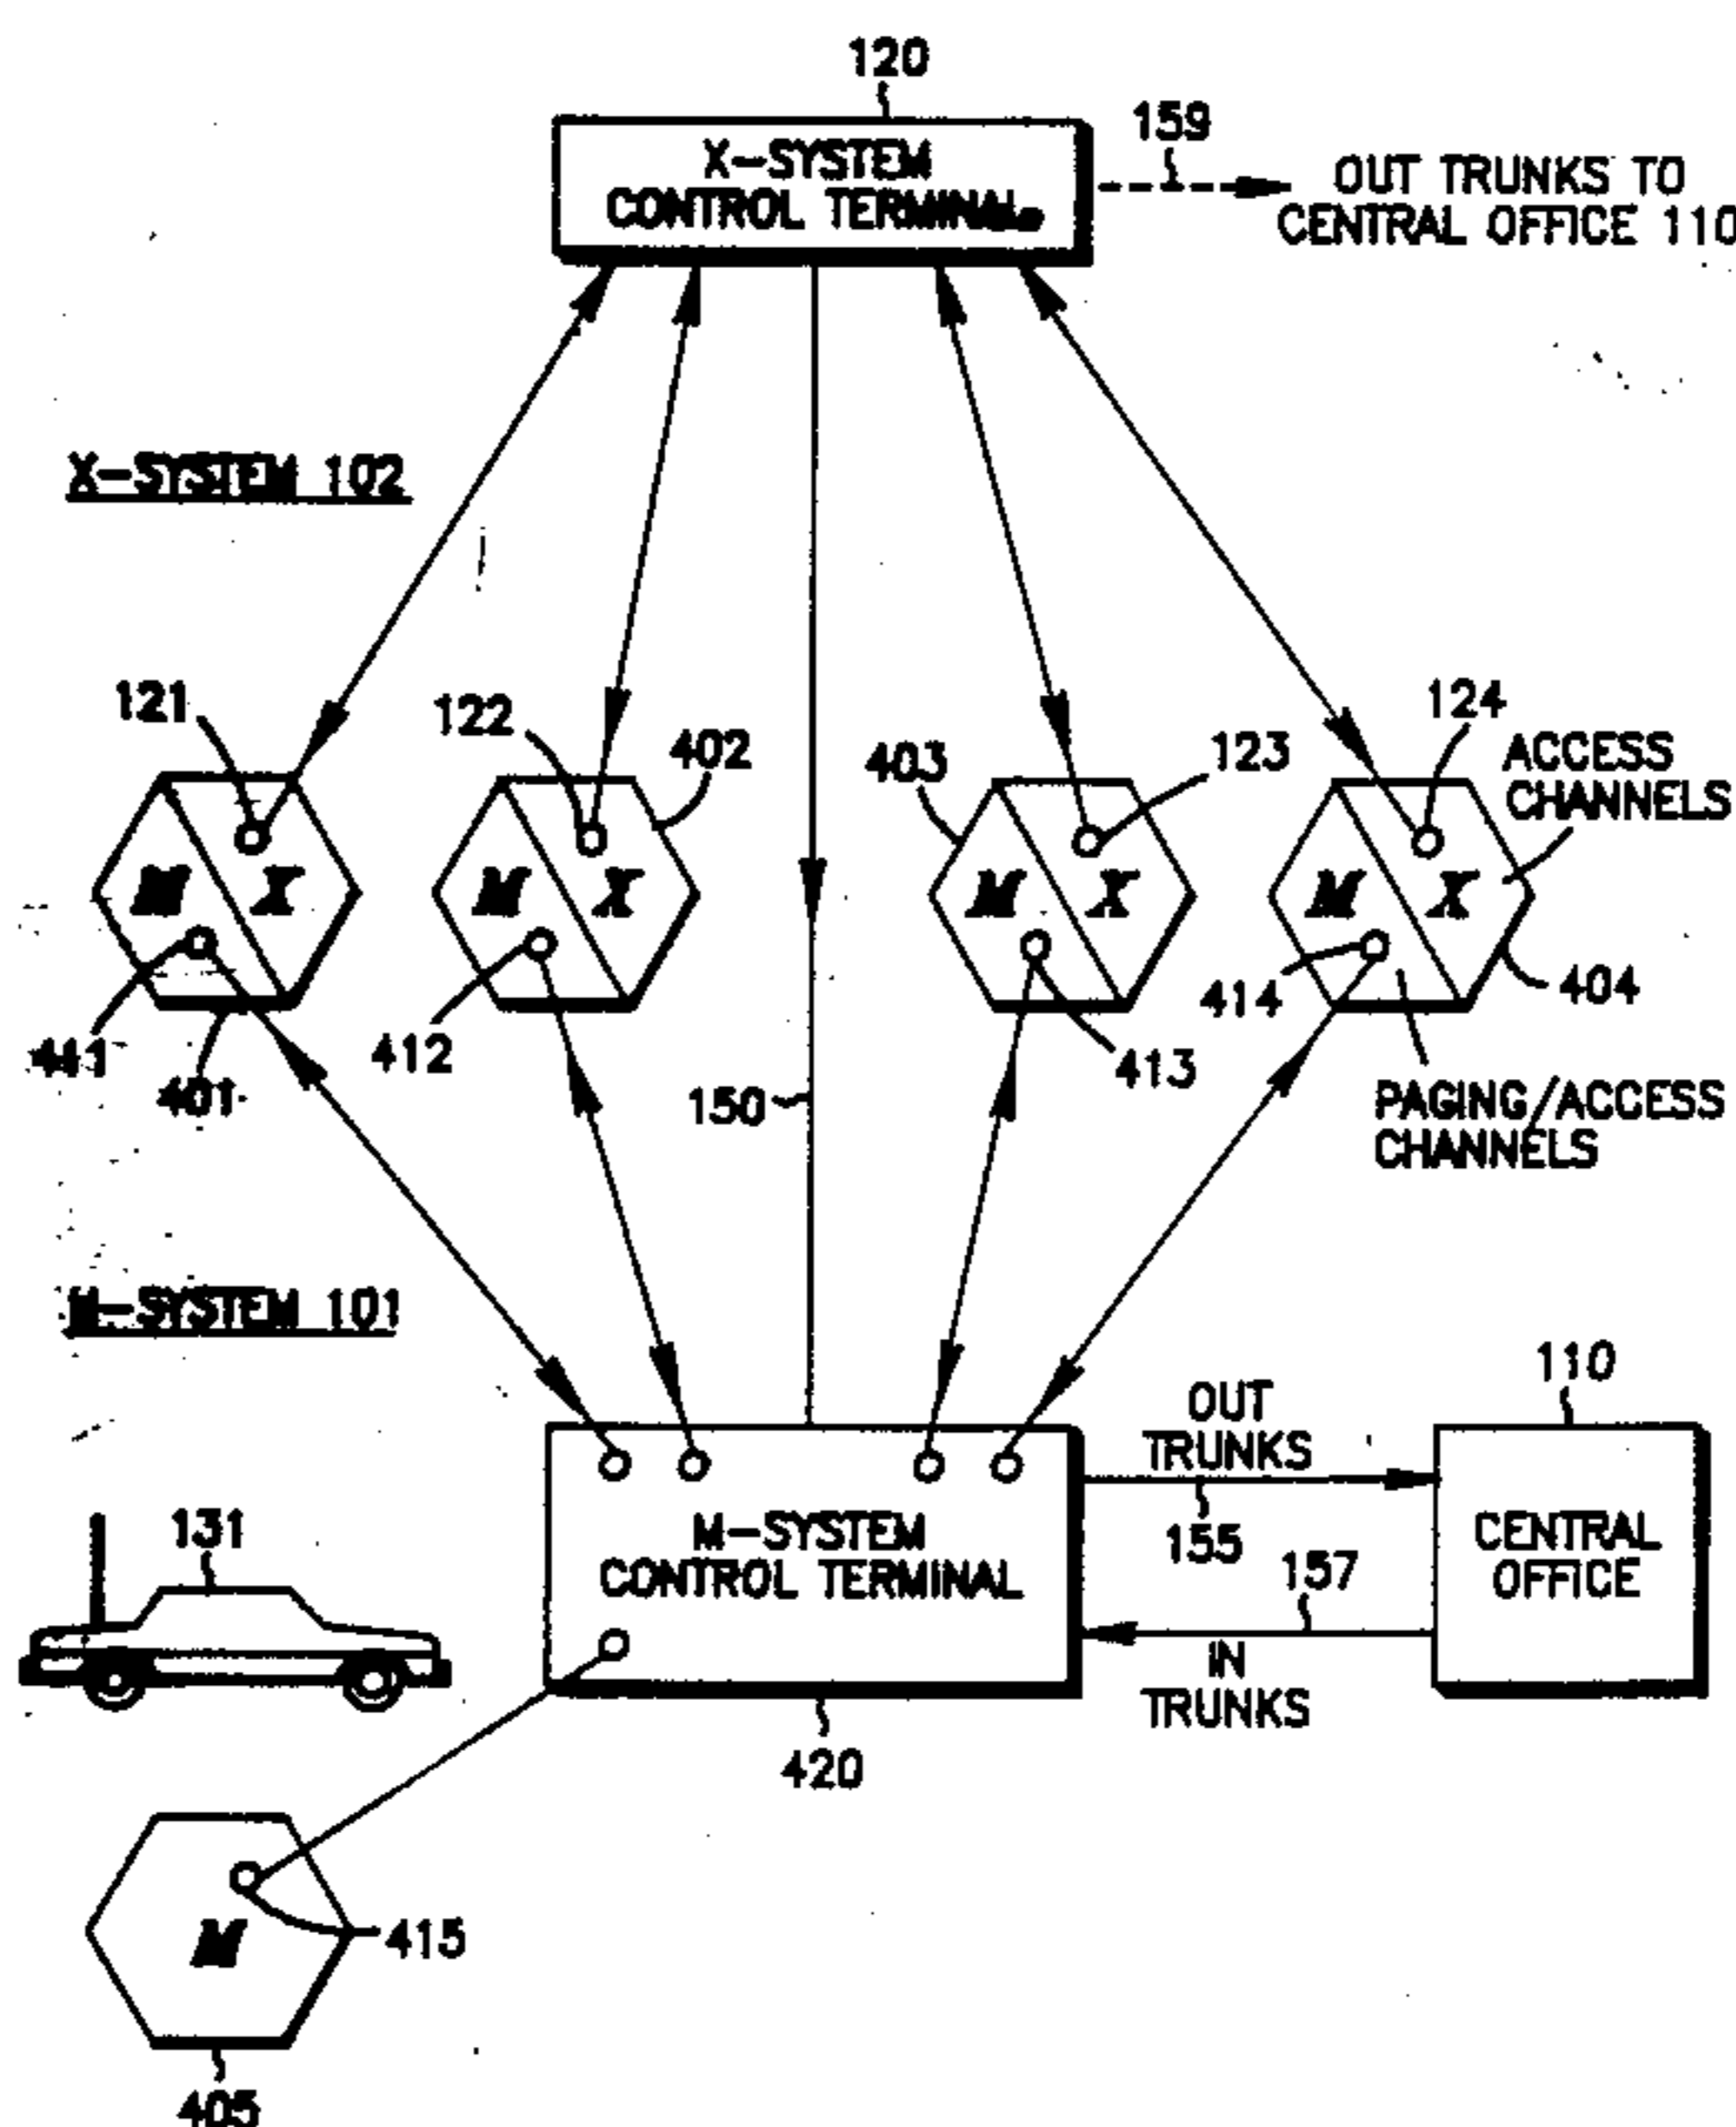 120
159
X-SYSTEM
CONTROL TERMINAL
OUT TRUNKS TO
CENTRAL OFFICE 110
X-SYSTEM 102
121
122
402
403
123
124
ACCESS
CHANNELS
M X
M X
M X
M X
411
401
412
413
414
404
150
PAGING/ACCESS
CHANNELS
M-SYSTEM 101
110
OUT
TRUNKS
155
131
M-SYSTEM
CONTROL TERMINAL
157
CENTRAL
OFFICE
IN
TRUNKS
420
M
415
405